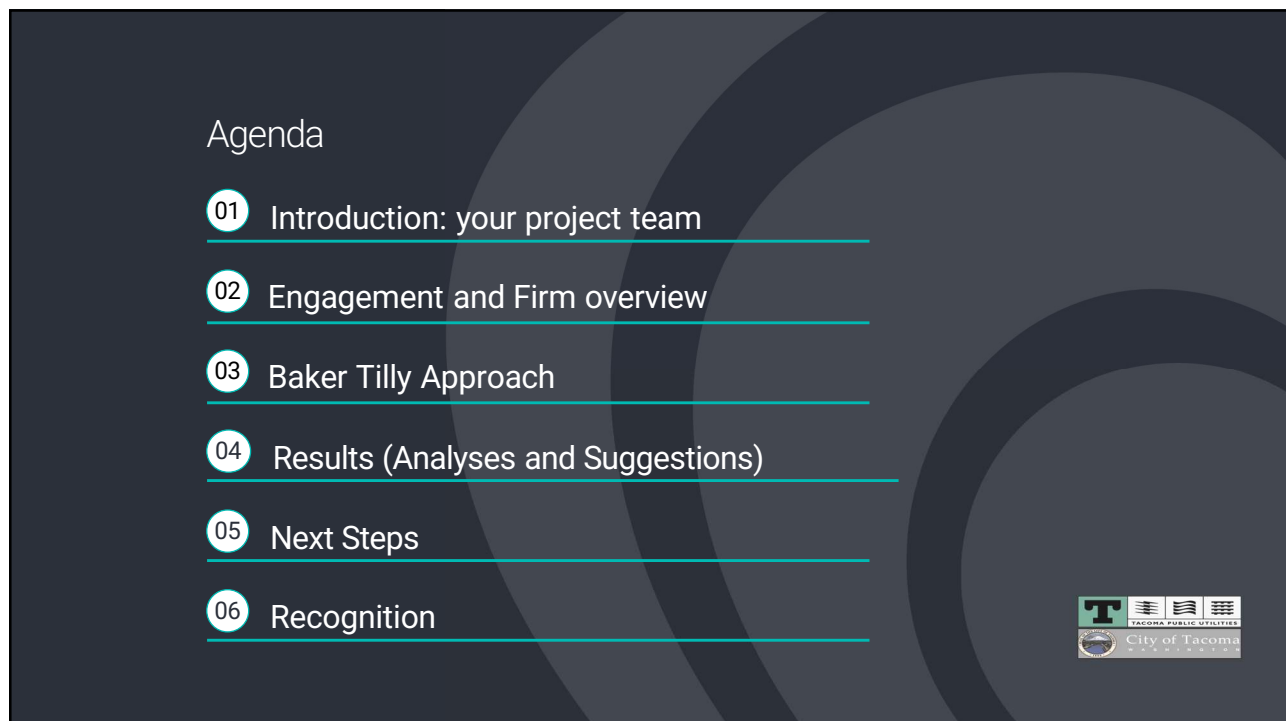 Agenda
01 Introduction: your project team
02 Engagement and Firm overview
03 Baker Tilly Approach
04 Results (Analyses and Suggestions)
05 Next Steps
06 Recognition
T
TACOMA PUBLIC UTILITIES
City of Tacoma
WASHINGTON